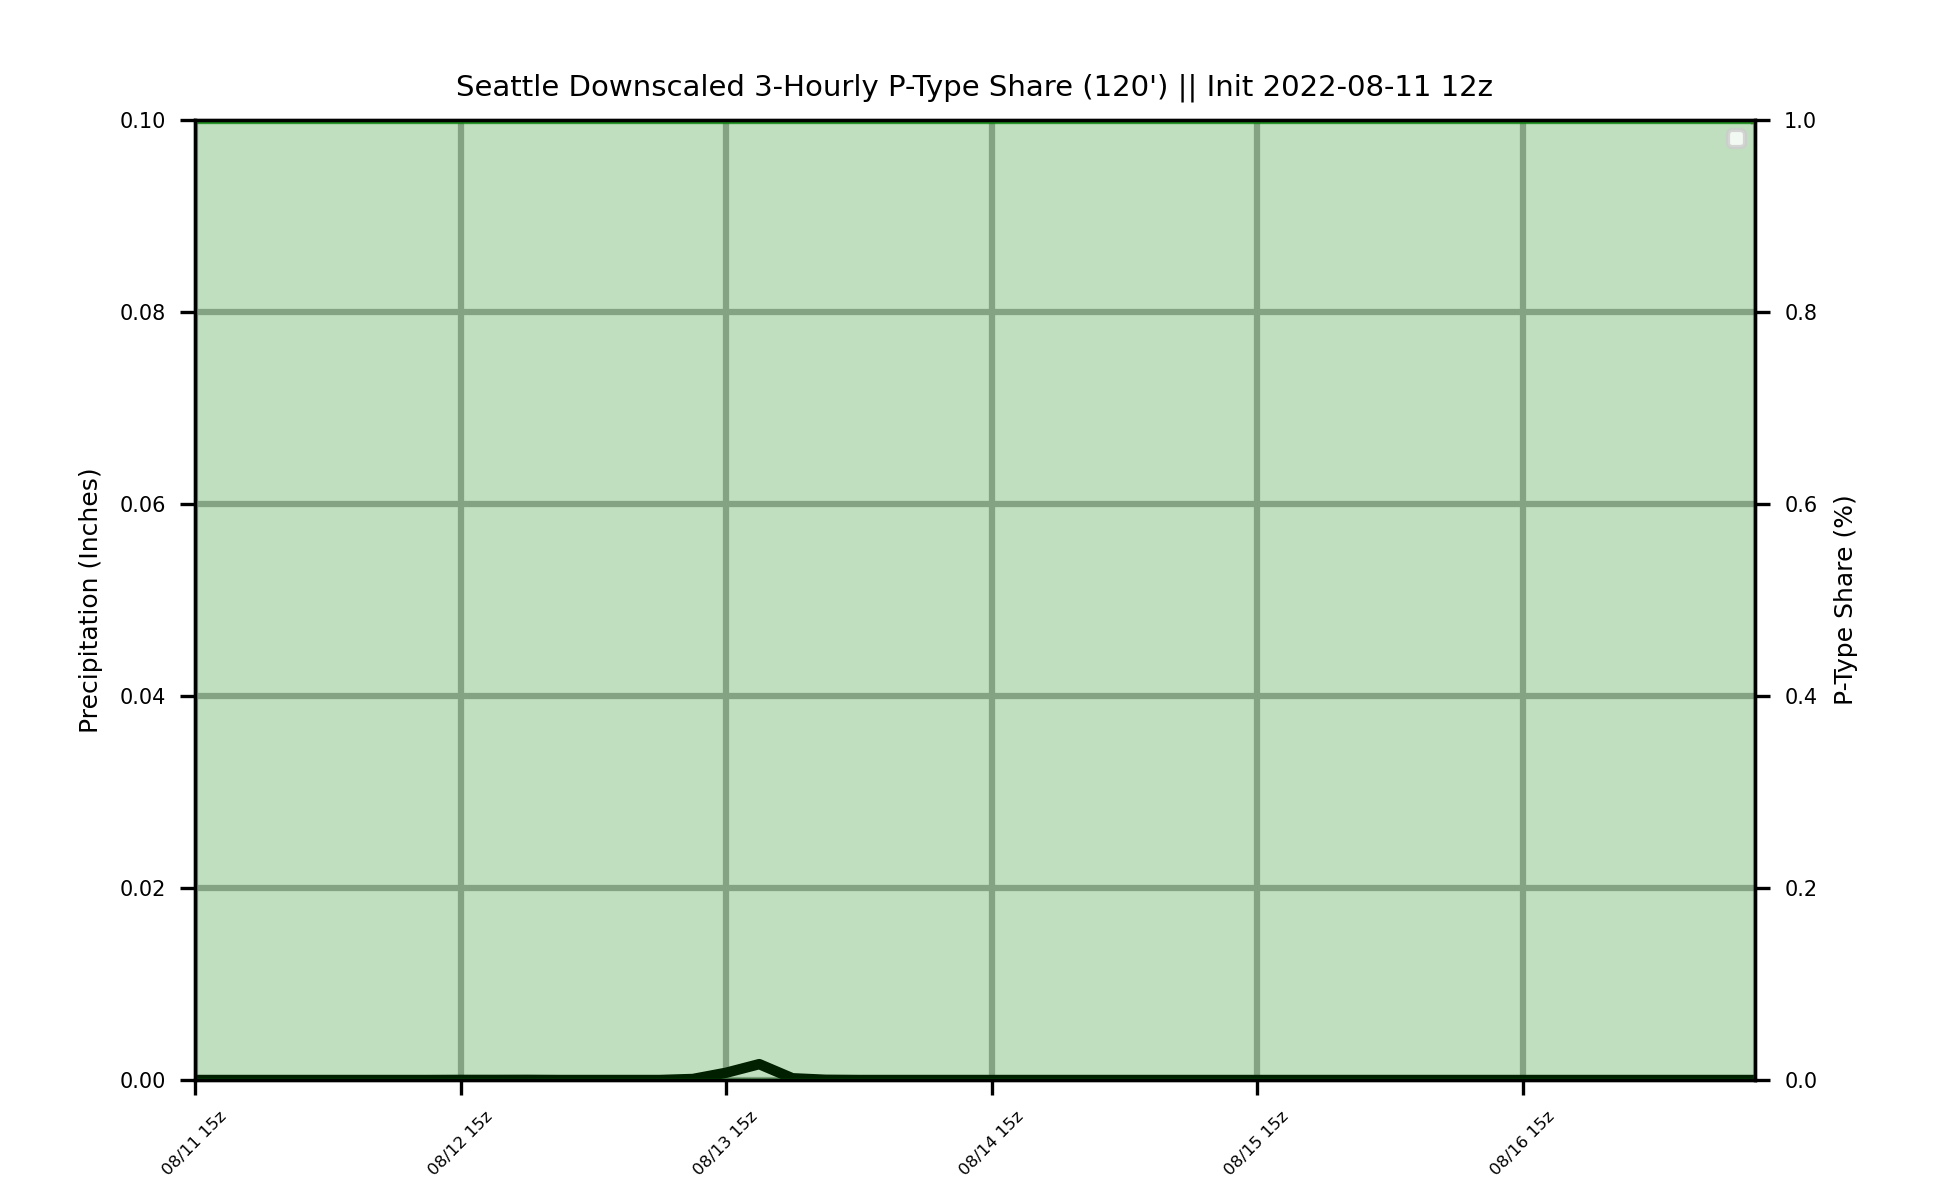 Seattle Downscaled 3-Hourly P-Type Share (120') || Init 2022-08-11 12z
0.10
0.08
0.06
0.04
0.02
0.00
Precipitation (Inches)
1.0
0.8
0.6
0.4
0.2
0.0
P-Type Share (%)
08/11 15z
08/12 15z
08/13 15z
08/14 15z
08/15 15z
08/16 15z